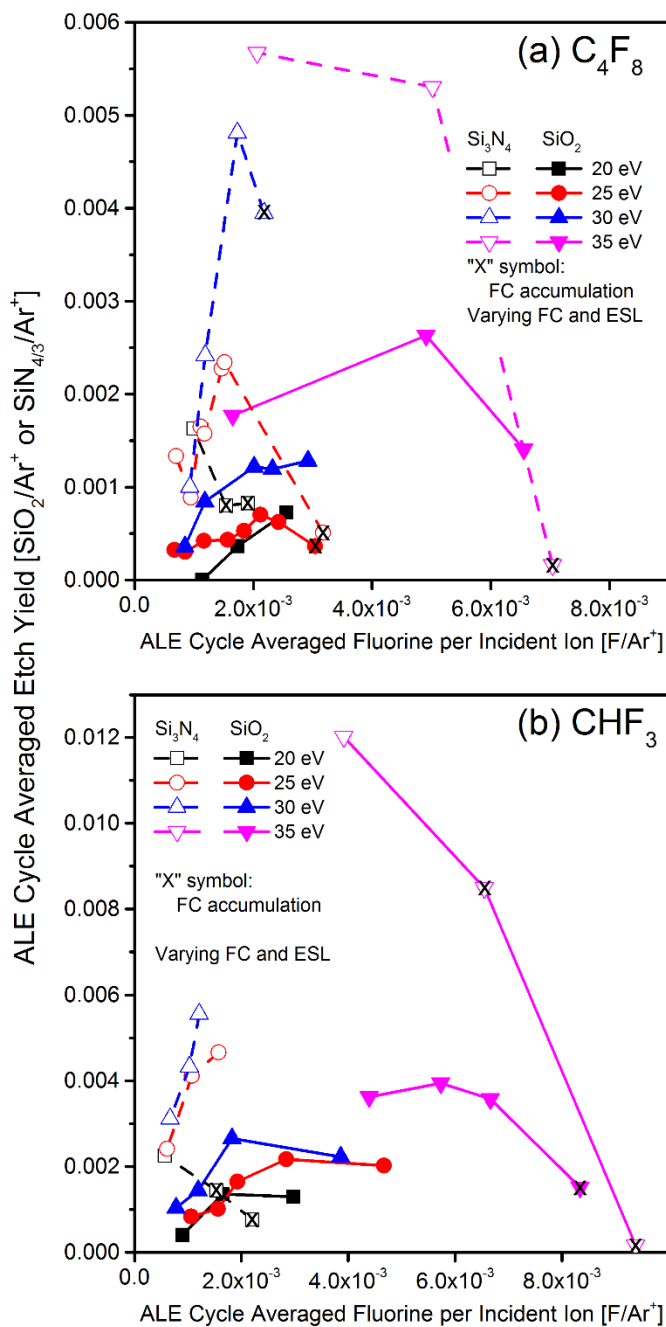 ALE Cycle Averaged Etch Yield [SiO₂/Ar⁺ or SiN₄/₃/Ar⁺]
(a) C₄F₈
0.006
0.005
0.004
0.003
0.002
0.001
0.000
Si₃N₄ SiO₂
20 eV
25 eV
30 eV
35 eV
"X" symbol:
FC accumulation
Varying FC and ESL
X
X
X
X
X
X
X
0.0 2.0x10⁻³ 4.0x10⁻³ 6.0x10⁻³ 8.0x10⁻³
ALE Cycle Averaged Fluorine per Incident Ion [F/Ar⁺]
(b) CHF₃
0.012
0.010
0.008
0.006
0.004
0.002
0.000
Si₃N₄ SiO₂
20 eV
25 eV
30 eV
35 eV
"X" symbol:
FC accumulation
Varying FC and ESL
X
X
X
X
X
0.0 2.0x10⁻³ 4.0x10⁻³ 6.0x10⁻³ 8.0x10⁻³
ALE Cycle Averaged Fluorine per Incident Ion [F/Ar⁺]